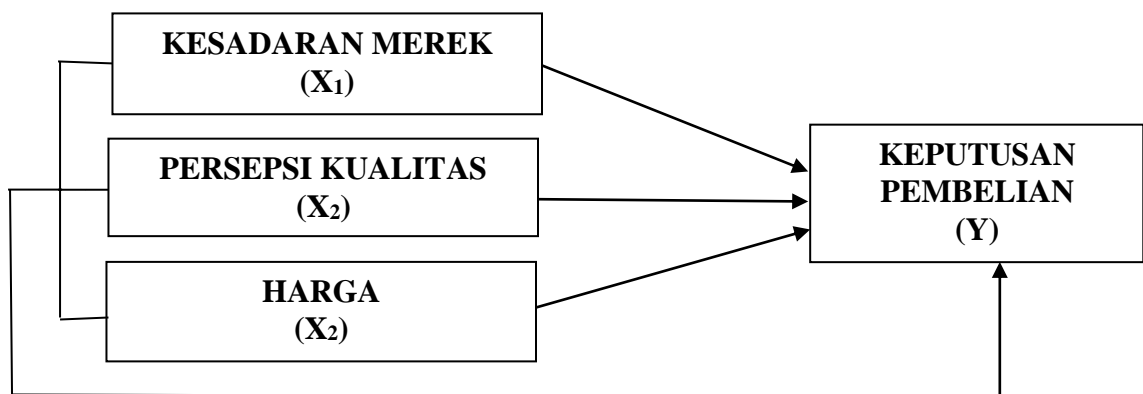 KESADARAN MEREK
(X₁)
PERSEPSI KUALITAS
(X₂)
HARGA
(X₂)
KEPUTUSAN
PEMBELIAN
(Y)